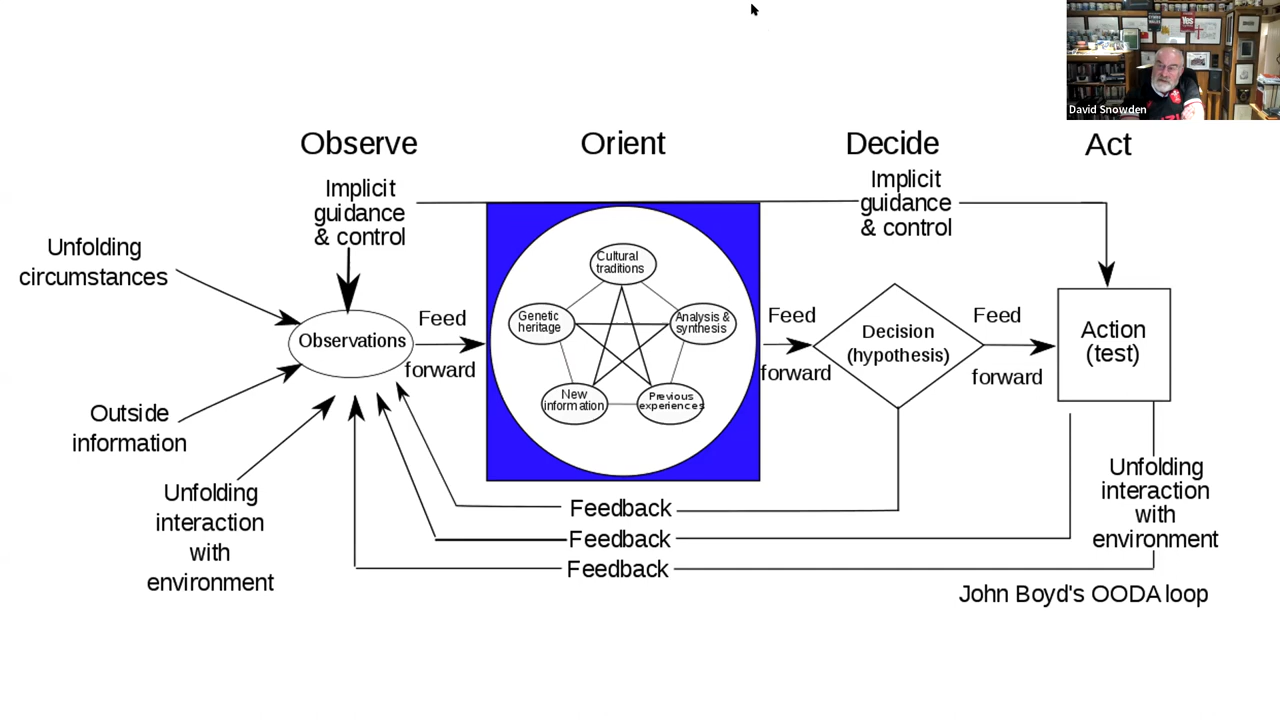 Yes
David Snowden
Observe
Orient
Decide
Act
Implicit
guidance
& control
Implicit
guidance
& control
Unfolding
circumstances
Observations
Feed
forward
Cultural
traditions
Genetic
heritage
Analysis &
synthesis
New
information
Previous
experiences
Feed
forward
Decision
(hypothesis)
Feed
forward
Action
(test)
Outside
information
Unfolding
interaction
with
environment
Unfolding
interaction
with
environment
Feedback
Feedback
Feedback
John Boyd's OODA loop